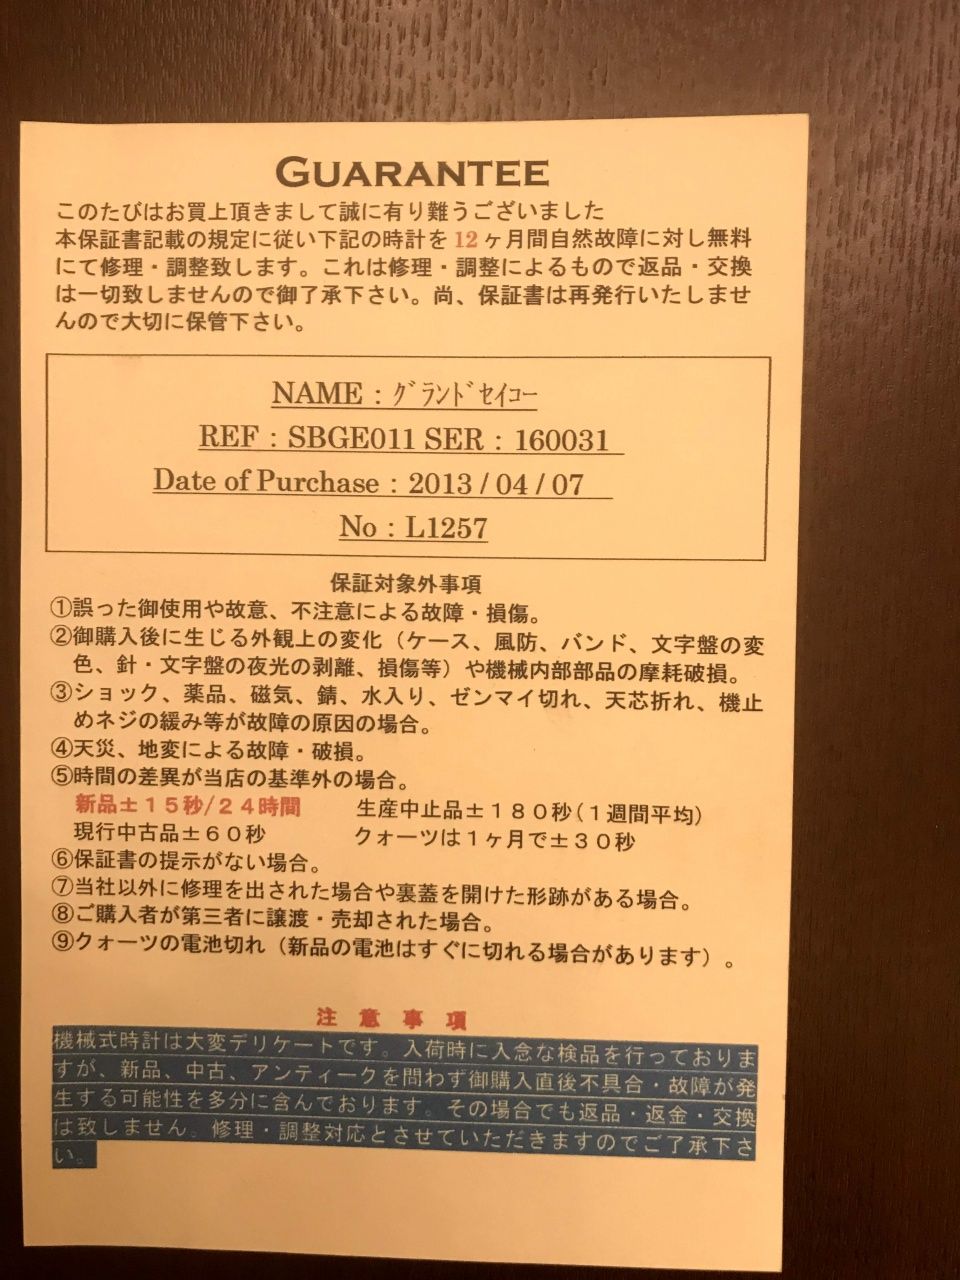 GUARANTEE
このたびはお買上頂きまして誠に有り難うございました
本保証書記載の規定に従い下記の時計を12ヶ月間自然故障に対し無料
にて修理・調整致します。これは修理・調整によるもので返品・交換
は一切致しませんので御了承下さい。尚、保証書は再発行いたしませ
んので大切に保管下さい。
NAME：グランドセイコー
REF：SBGE011 SER：160031
Date of Purchase：2013 / 04 / 07
No：L1257
保証対象外事項
①誤った御使用や故意、不注意による故障・損傷。
②御購入後に生じる外観上の変化（ケース、風防、バンド、文字盤の変
色、針・文字盤の夜光の剥離、損傷等）や機械内部部品の摩耗破損。
③ショック、薬品、磁気、錆、水入り、ゼンマイ切れ、天芯折れ、機止
めネジの緩み等が故障の原因の場合。
④天災、地変による故障・破損。
⑤時間の差異が当店の基準外の場合。
新品±１５秒/２４時間　　生産中止品±１８０秒（１週間平均）
現行中古品±６０秒　　クォーツは１ヶ月で±３０秒
⑥保証書の提示がない場合。
⑦当社以外に修理を出された場合や裏蓋を開けた形跡がある場合。
⑧ご購入者が第三者に譲渡・売却された場合。
⑨クォーツの電池切れ（新品の電池はすぐに切れる場合があります）。
注 意 事 項
機械式時計は大変デリケートです。入荷時に入念な検品を行っておりま
すが、新品、中古、アンティークを問わず御購入直後不具合・故障が発
生する可能性を多分に含んでおります。その場合でも返品・返金・交換
は致しません。修理・調整対応とさせていただきますのでご了承下さ
い。